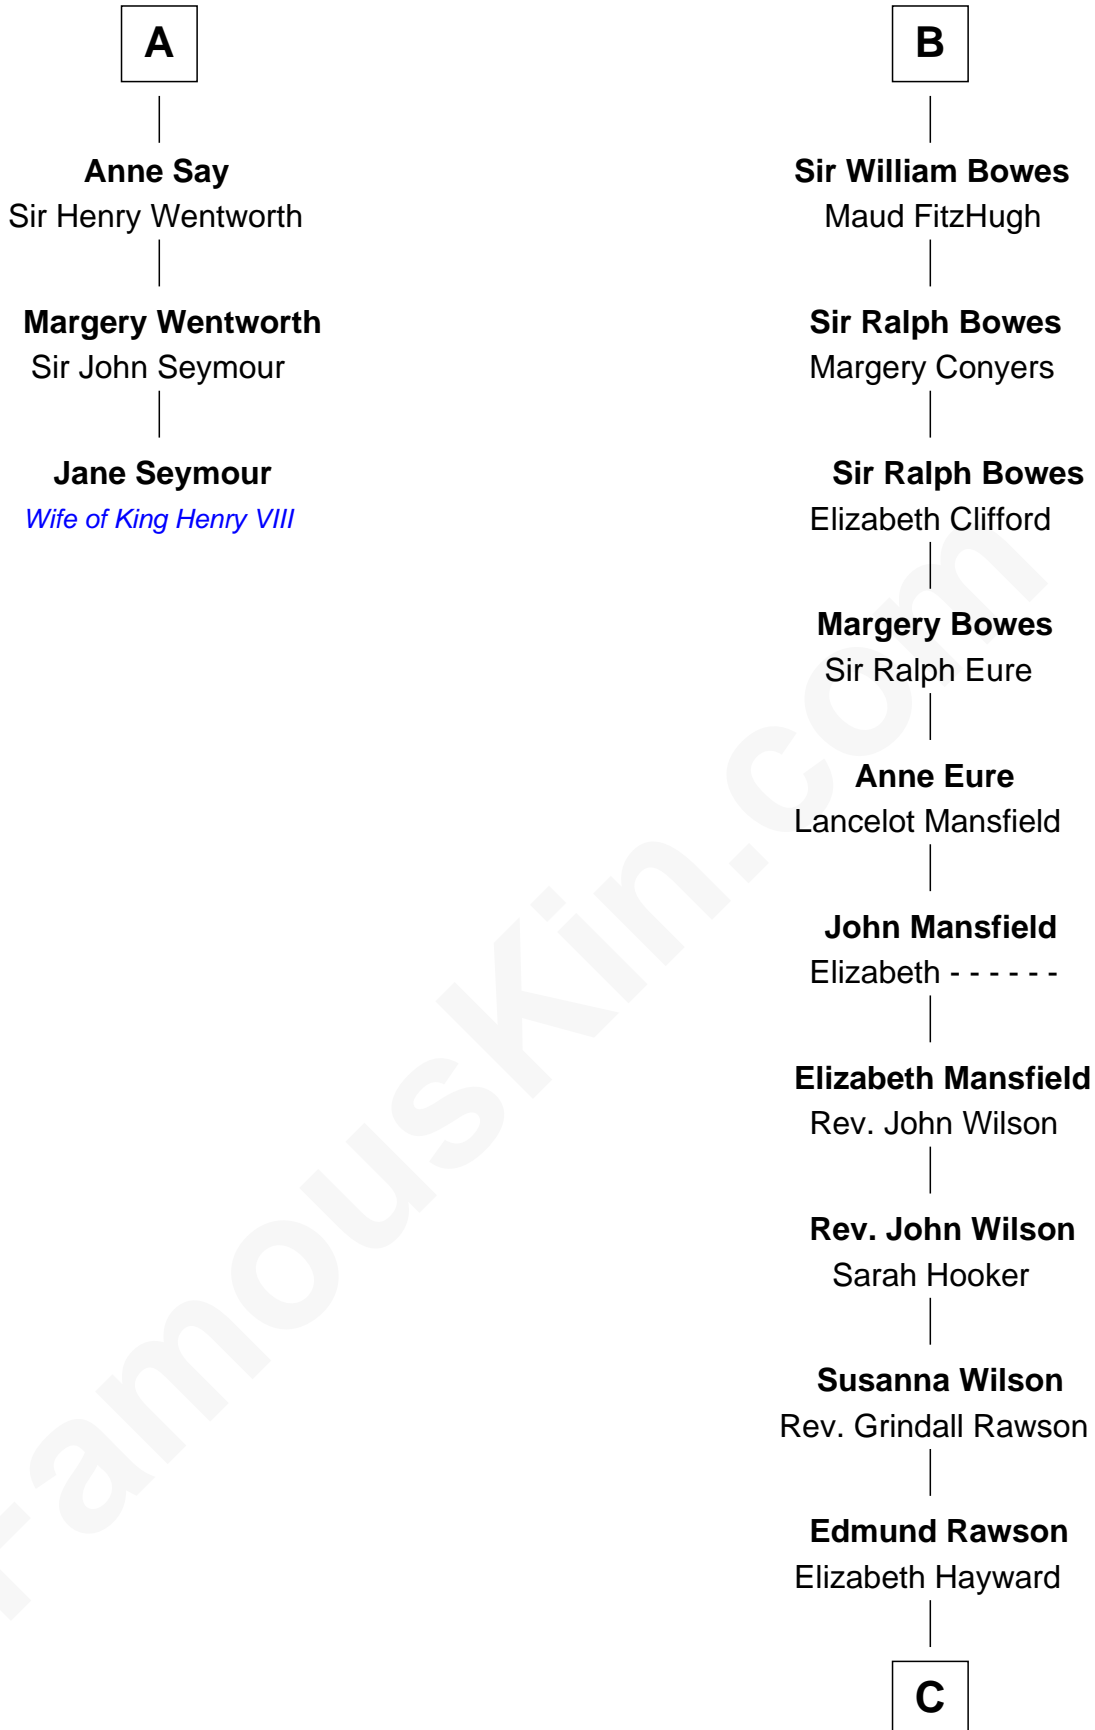 A
Anne Say
Sir Henry Wentworth
Margery Wentworth
Sir John Seymour
Jane Seymour
Wife of King Henry VIII
B
Sir William Bowes
Maud FitzHugh
Sir Ralph Bowes
Margery Conyers
Sir Ralph Bowes
Elizabeth Clifford
Margery Bowes
Sir Ralph Eure
Anne Eure
Lancelot Mansfield
John Mansfield
Elizabeth - - - - - -
Elizabeth Mansfield
Rev. John Wilson
Rev. John Wilson
Sarah Hooker
Susanna Wilson
Rev. Grindall Rawson
Edmund Rawson
Elizabeth Hayward
C
FamousKin.com